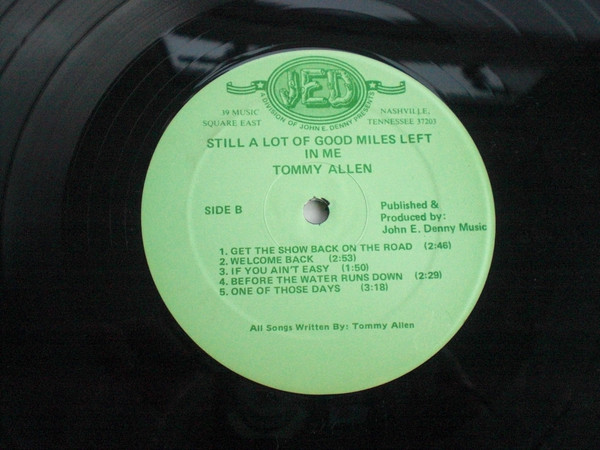 JED
A DIVISION OF JOHN E. DENNY PRESENTS
39 MUSIC
SQUARE EAST
NASHVILLE,
TENNESSEE 37203
STILL A LOT OF GOOD MILES LEFT
IN ME
TOMMY ALLEN
SIDE B
Published &
Produced by:
John E. Denny Music
1. GET THE SHOW BACK ON THE ROAD (2:46)
2. WELCOME BACK (2:53)
3. IF YOU AIN'T EASY (1:50)
4. BEFORE THE WATER RUNS DOWN (2:29)
5. ONE OF THOSE DAYS (3:18)
All Songs Written By: Tommy Allen